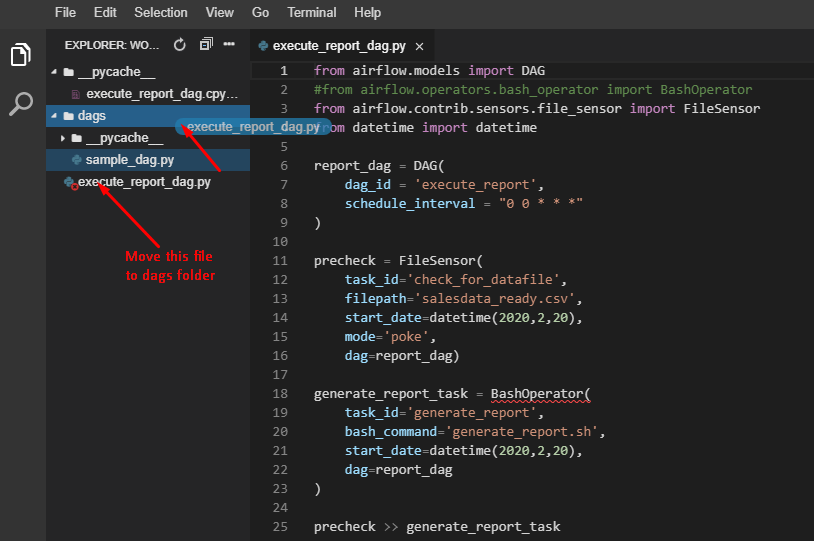 File Edit Selection View Go Terminal Help
EXPLORER: WO...
execute_report_dag.py ×
__pycache__
execute_report_dag.cpy...
dags
execute_report_dag.py
__pycache__
sample_dag.py
execute_report_dag.py
Move this file
to dags folder
1 from airflow.models import DAG
2 #from airflow.operators.bash_operator import BashOperator
3 from airflow.contrib.sensors.file_sensor import FileSensor
from datetime import datetime
5
6 report_dag = DAG(
7 dag_id = 'execute_report',
8 schedule_interval = "0 0 * * *"
9 )
10
11 precheck = FileSensor(
12 task_id='check_for_datafile',
13 filepath='salesdata_ready.csv',
14 start_date=datetime(2020,2,20),
15 mode='poke',
16 dag=report_dag)
17
18 generate_report_task = BashOperator(
19 task_id='generate_report',
20 bash_command='generate_report.sh',
21 start_date=datetime(2020,2,20),
22 dag=report_dag
23 )
24
25 precheck >> generate_report_task